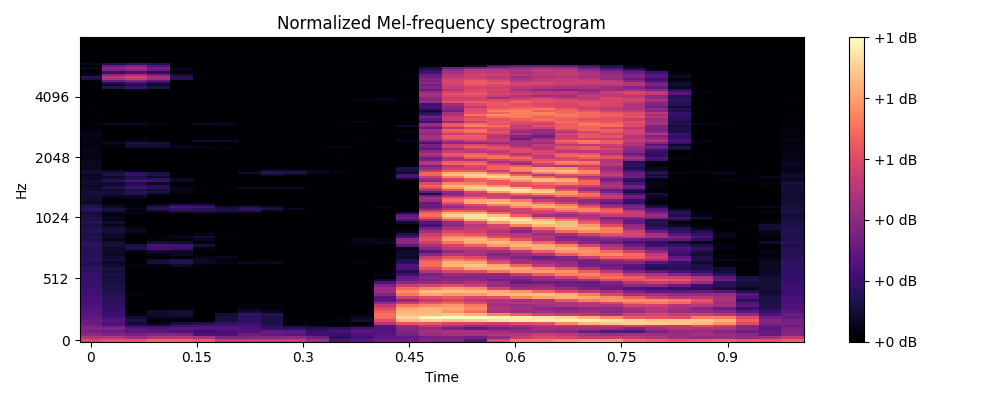 Normalized Mel-frequency spectrogram
Hz
4096
2048
1024
512
0
0
0.15
0.3
0.45
0.6
0.75
0.9
Time
+1 dB
+1 dB
+1 dB
+0 dB
+0 dB
+0 dB